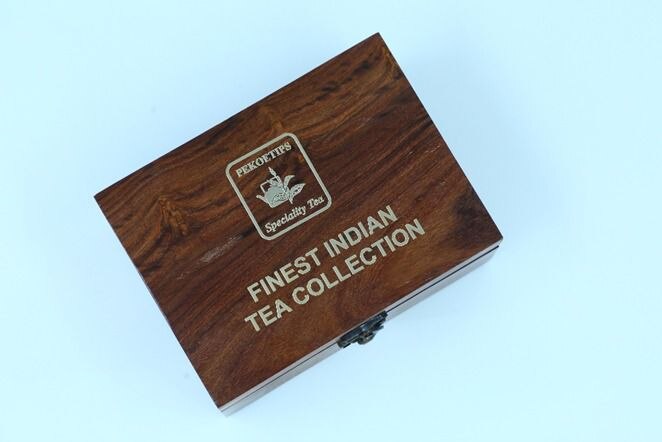 PEKOETIPS
Speciality Tea
FINEST INDIAN
TEA COLLECTION